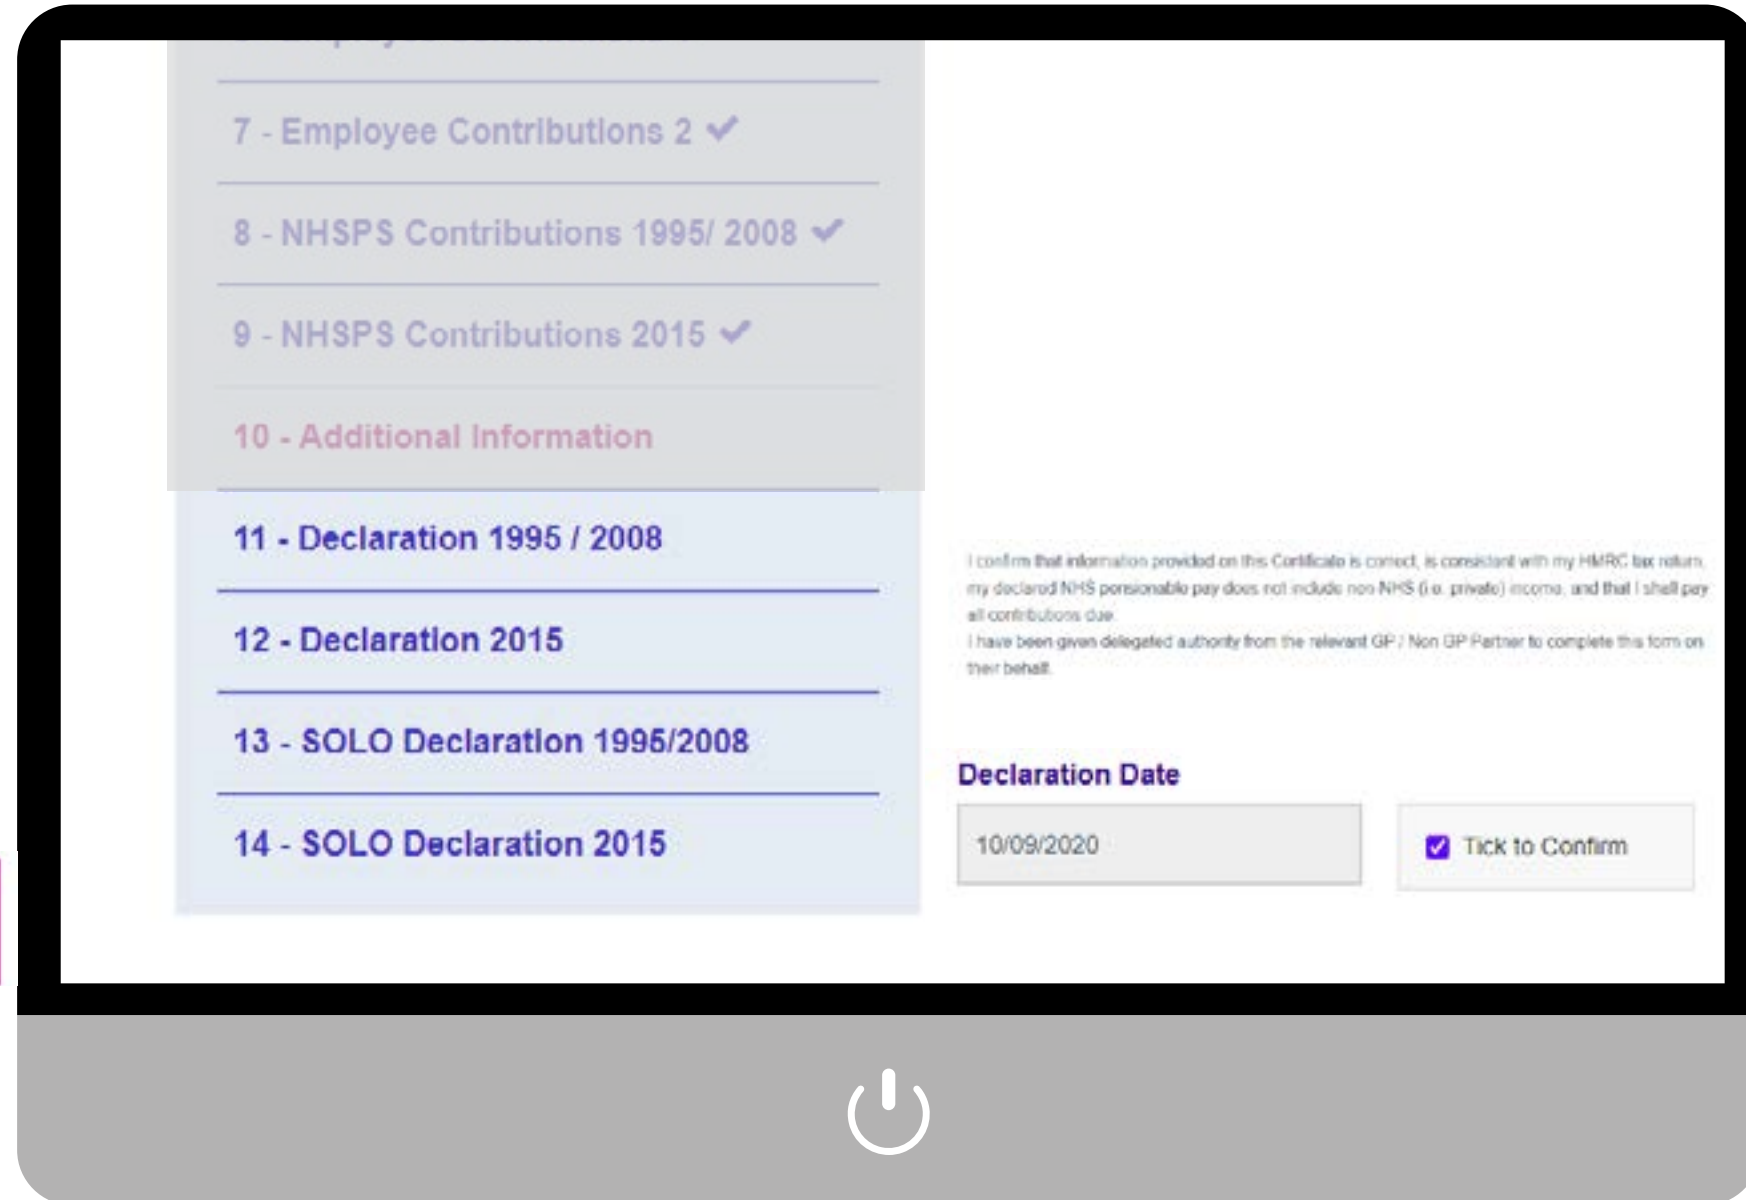 7 - Employee Contributions 2
8 - NHSPS Contributions 1995/ 2008
9 - NHSPS Contributions 2015
10 - Additional Information
11 - Declaration 1995 / 2008
12 - Declaration 2015
13 - SOLO Declaration 1995/2008
14 - SOLO Declaration 2015
I confirm that information provided on this Certificate is correct, is consistent with my HMRC tax return,
my declared NHS pensionable pay does not include non NHS (i.e. private) income, and that I shall pay
all contributions due.
I have been given delegated authority from the relevant GP / Non GP Partner to complete this form on
their behalf.
Declaration Date
10/09/2020
Tick to Confirm